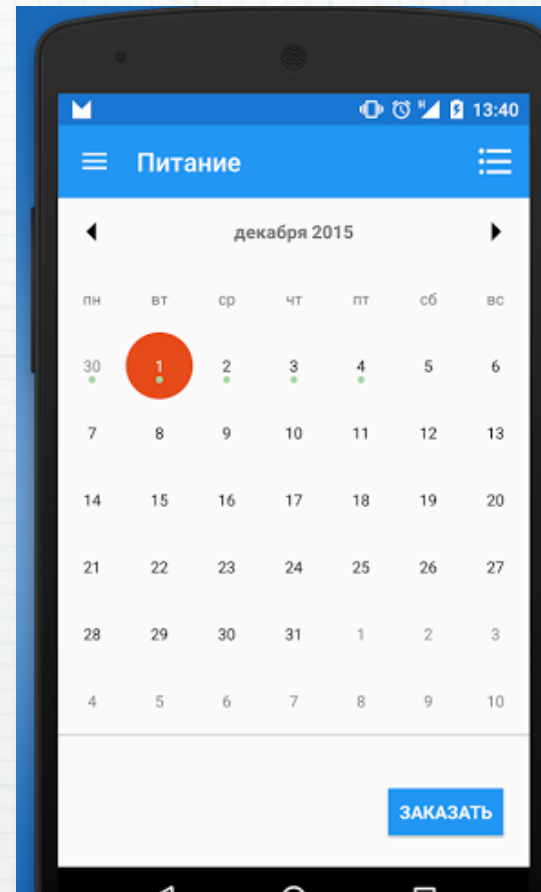 H 13:40
Питание
декабря 2015
пн вт ср чт пт сб вс
30 1 2 3 4 5 6
7 8 9 10 11 12 13
14 15 16 17 18 19 20
21 22 23 24 25 26 27
28 29 30 31 1 2 3
4 5 6 7 8 9 10
ЗАКАЗАТЬ